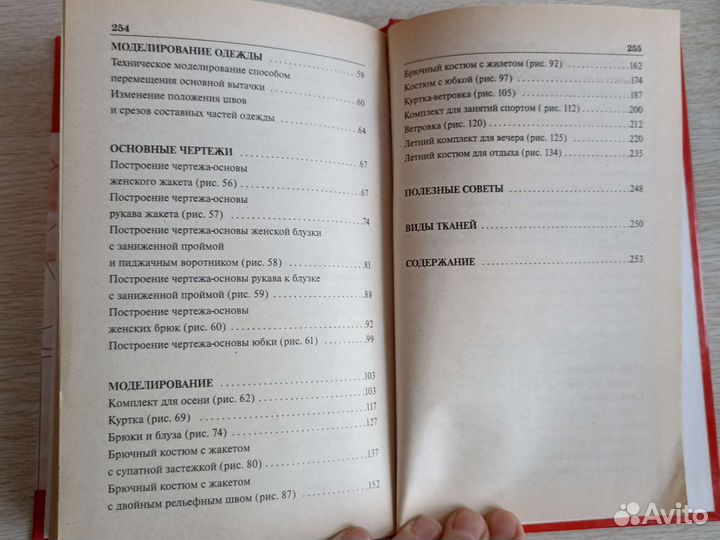 254
МОДЕЛИРОВАНИЕ ОДЕЖДЫ ........ 59
Техническое моделирование способом
перемещения основной вытачки ........ 60
Изменение положения швов
и срезов составных частей одежды ........ 64
ОСНОВНЫЕ ЧЕРТЕЖИ ........ 67
Построение чертежа-основы
женского жакета (рис. 56) ........ 67
Построение чертежа-основы
рукава жакета (рис. 57) ........ 74
Построение чертежа-основы женской блузки
с заниженной проймой
и пиджачным воротником (рис. 58) ........ 81
Построение чертежа-основы рукава к блузке
с заниженной проймой (рис. 59) ........ 88
Построение чертежа-основы
женских брюк (рис. 60) ........ 92
Построение чертежа-основы юбки (рис. 61) ........ 99
МОДЕЛИРОВАНИЕ ........ 103
Комплект для осени (рис. 62) ........ 103
Куртка (рис. 69) ........ 117
Брюки и блуза (рис. 74) ........ 127
Брючный костюм с жакетом
с супатной застежкой (рис. 80) ........ 137
Брючный костюм с жакетом
с двойным рельефным швом (рис. 87) ........ 152
255
Брючный костюм с жилетом (рис. 92) ........ 162
Костюм с юбкой (рис. 97) ........ 174
Куртка-ветровка (рис. 105) ........ 187
Комплект для занятий спортом ( рис. 112) ........ 200
Ветровка (рис. 120) ........ 212
Летний комплект для вечера (рис. 125) ........ 220
Летний костюм для отдыха (рис. 134) ........ 235
ПОЛЕЗНЫЕ СОВЕТЫ ........ 248
ВИДЫ ТКАНЕЙ ........ 250
СОДЕРЖАНИЕ ........ 253
Avito